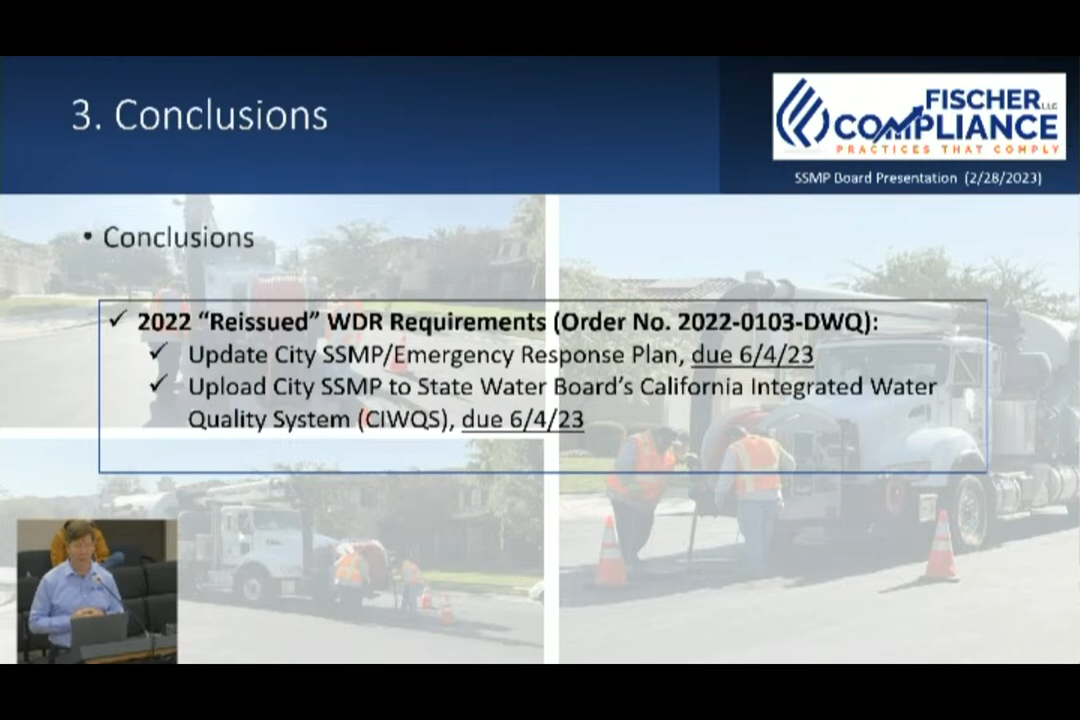 3. Conclusions
FISCHER LLC
COMPLIANCE
PRACTICES THAT COMPLY
SSMP Board Presentation (2/28/2023)
• Conclusions
✓ 2022 “Reissued” WDR Requirements (Order No. 2022-0103-DWQ):
✓ Update City SSMP/Emergency Response Plan, due 6/4/23
✓ Upload City SSMP to State Water Board’s California Integrated Water
Quality System (CIWQS), due 6/4/23